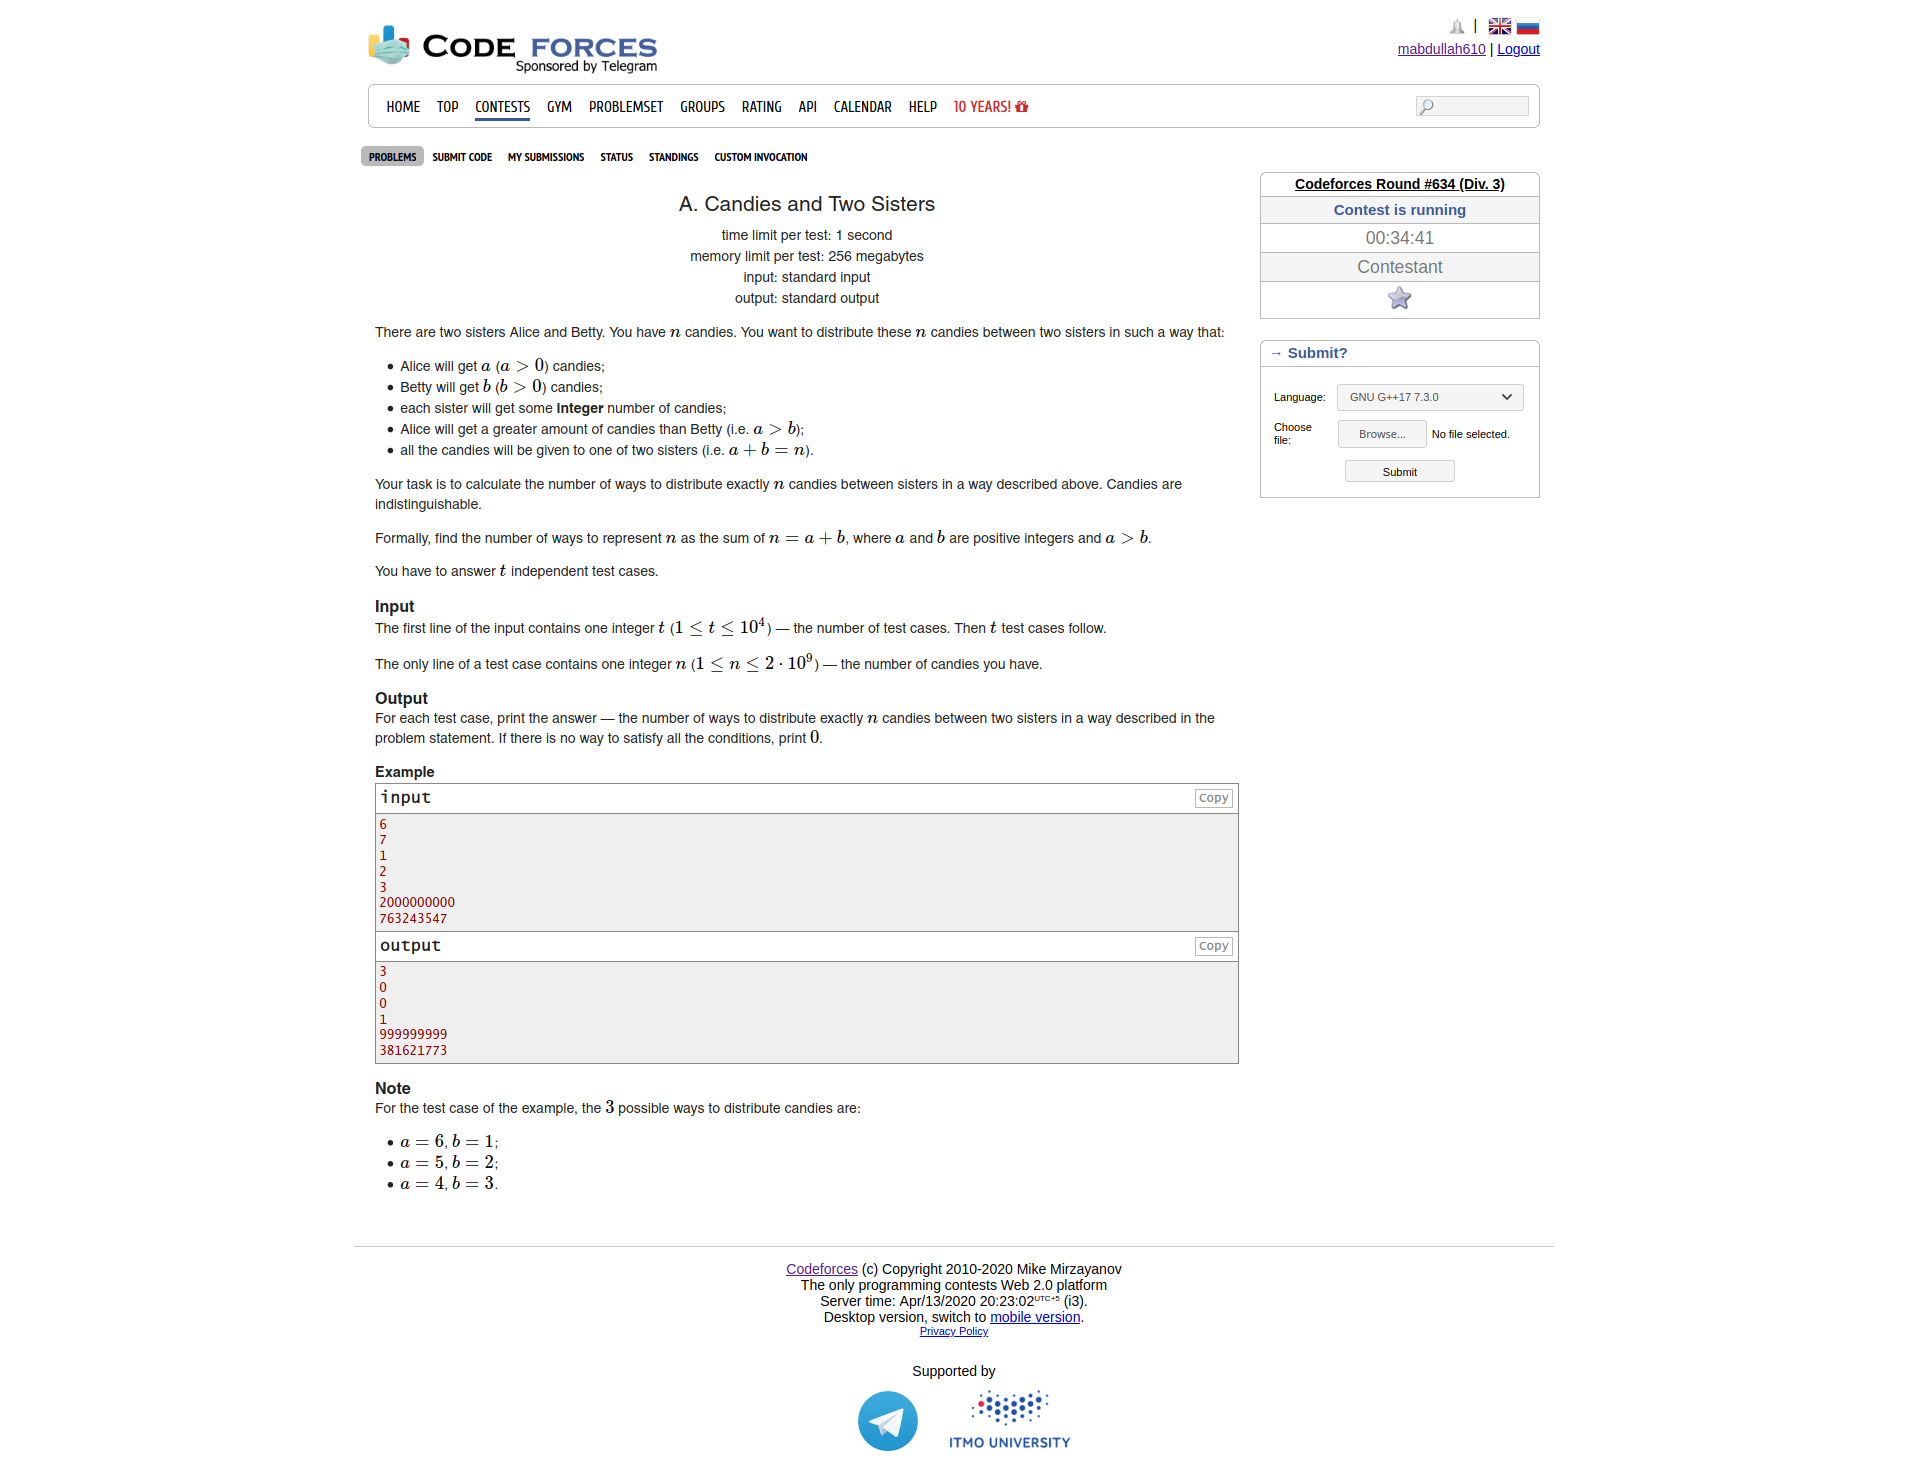 CODE FORCES
Sponsored by Telegram
|
mabdullah610 | Logout
HOME TOP CONTESTS GYM PROBLEMSET GROUPS RATING API CALENDAR HELP 10 YEARS!
PROBLEMS SUBMIT CODE MY SUBMISSIONS STATUS STANDINGS CUSTOM INVOCATION
A. Candies and Two Sisters
time limit per test: 1 second
memory limit per test: 256 megabytes
input: standard input
output: standard output
There are two sisters Alice and Betty. You have n candies. You want to distribute these n candies between two sisters in such a way that:
• Alice will get a (a > 0) candies;
• Betty will get b (b > 0) candies;
• each sister will get some integer number of candies;
• Alice will get a greater amount of candies than Betty (i.e. a > b);
• all the candies will be given to one of two sisters (i.e. a + b = n).
Your task is to calculate the number of ways to distribute exactly n candies between sisters in a way described above. Candies are
indistinguishable.
Formally, find the number of ways to represent n as the sum of n = a + b, where a and b are positive integers and a > b.
You have to answer t independent test cases.
Input
The first line of the input contains one integer t (1 ≤ t ≤ 10⁴) — the number of test cases. Then t test cases follow.
The only line of a test case contains one integer n (1 ≤ n ≤ 2 · 10⁹) — the number of candies you have.
Output
For each test case, print the answer — the number of ways to distribute exactly n candies between two sisters in a way described in the
problem statement. If there is no way to satisfy all the conditions, print 0.
Example
input Copy
6
7
1
2
3
2000000000
763243547
output Copy
3
0
0
1
999999999
381621773
Note
For the test case of the example, the 3 possible ways to distribute candies are:
• a = 6, b = 1;
• a = 5, b = 2;
• a = 4, b = 3.
Codeforces Round #634 (Div. 3)
Contest is running
00:34:41
Contestant
→ Submit?
Language: GNU G++17 7.3.0
Choose
file: Browse... No file selected.
Submit
Codeforces (c) Copyright 2010-2020 Mike Mirzayanov
The only programming contests Web 2.0 platform
Server time: Apr/13/2020 20:23:02 UTC+5 (i3).
Desktop version, switch to mobile version.
Privacy Policy
Supported by
ITMO UNIVERSITY